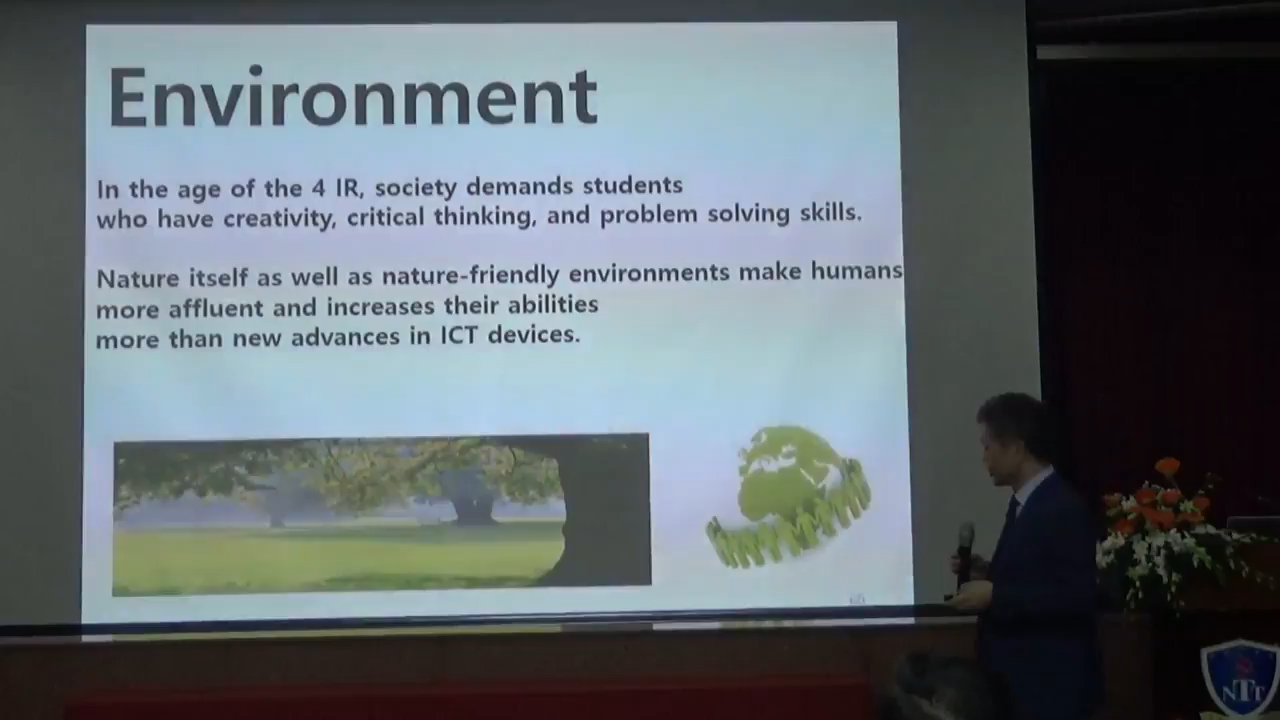 Environment
In the age of the 4 IR, society demands students
who have creativity, critical thinking, and problem solving skills.
Nature itself as well as nature-friendly environments make humans
more affluent and increases their abilities
more than new advances in ICT devices.
NTT